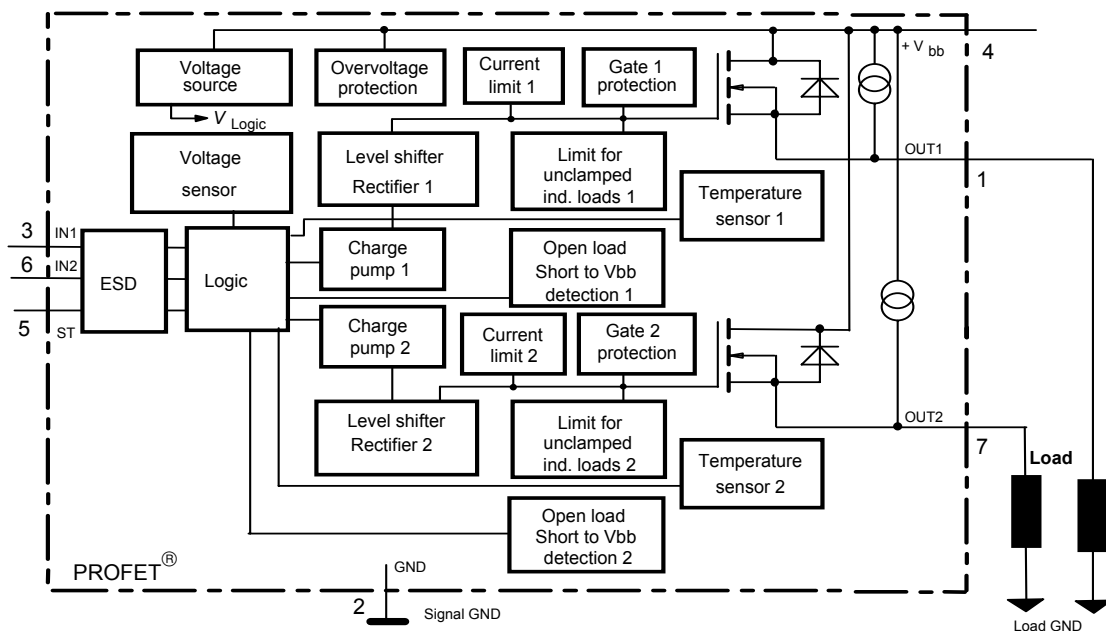 + V bb
4
Voltage
source
Overvoltage
protection
Current
limit 1
Gate 1
protection
V Logic
Voltage
sensor
Level shifter
Rectifier 1
Limit for
unclamped
ind. loads 1
OUT1
1
Temperature
sensor 1
3
IN1
6
IN2
5
ST
ESD
Logic
Charge
pump 1
Open load
Short to Vbb
detection 1
Charge
pump 2
Current
limit 2
Gate 2
protection
Level shifter
Rectifier 2
Limit for
unclamped
ind. loads 2
OUT2
7
Load
Temperature
sensor 2
Open load
Short to Vbb
detection 2
PROFET®
GND
2
Signal GND
Load GND